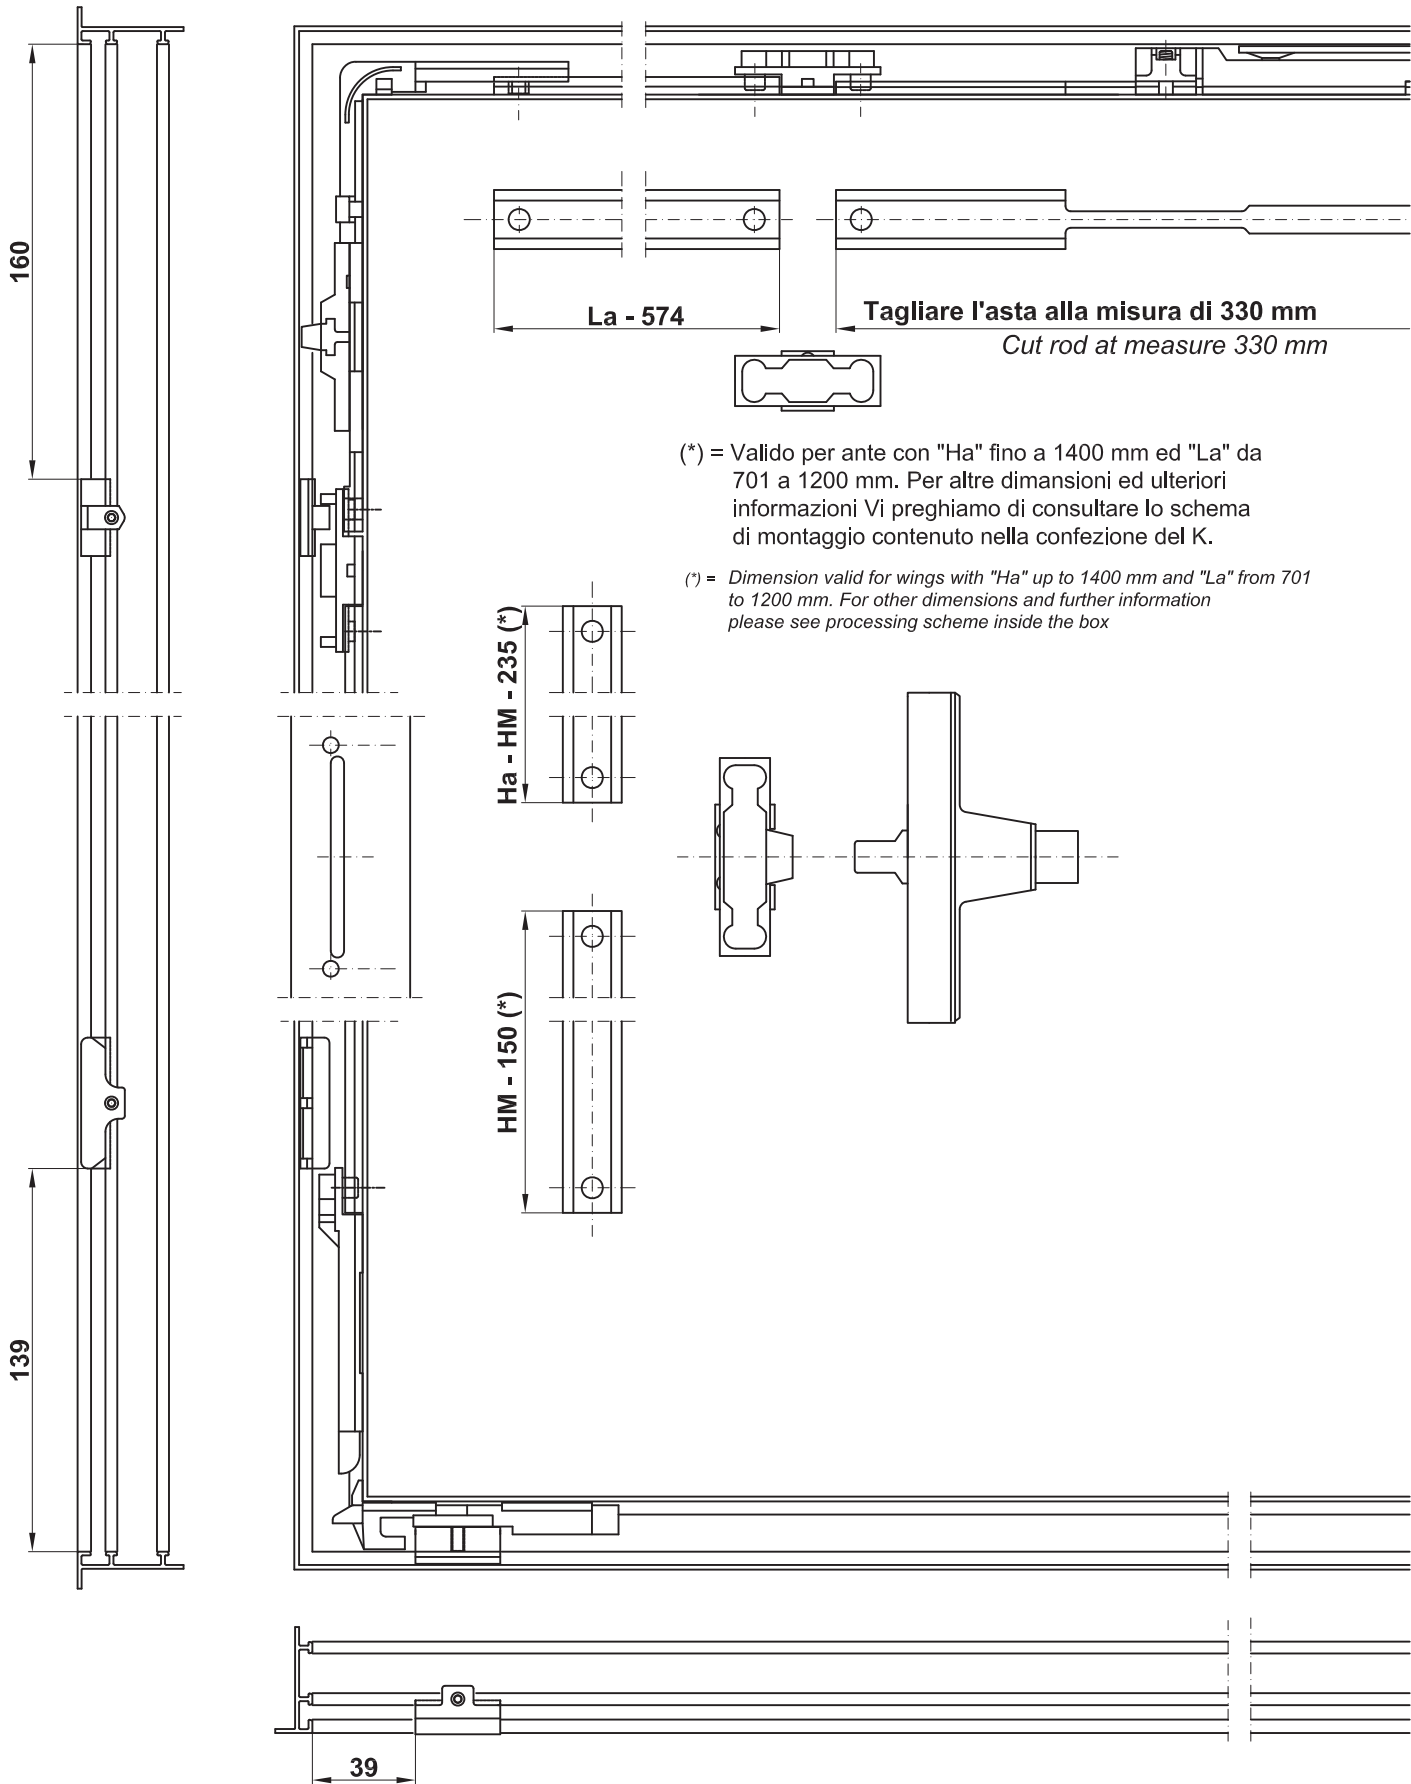 160
La - 574
Tagliare l'asta alla misura di 330 mm
Cut rod at measure 330 mm
(*) = Valido per ante con "Ha" fino a 1400 mm ed "La" da
701 a 1200 mm. Per altre dimansioni ed ulteriori
informazioni Vi preghiamo di consultare lo schema
di montaggio contenuto nella confezione del K.
(*) = Dimension valid for wings with "Ha" up to 1400 mm and "La" from 701
to 1200 mm. For other dimensions and further information
please see processing scheme inside the box
Ha - HM - 235 (*)
HM - 150 (*)
139
39